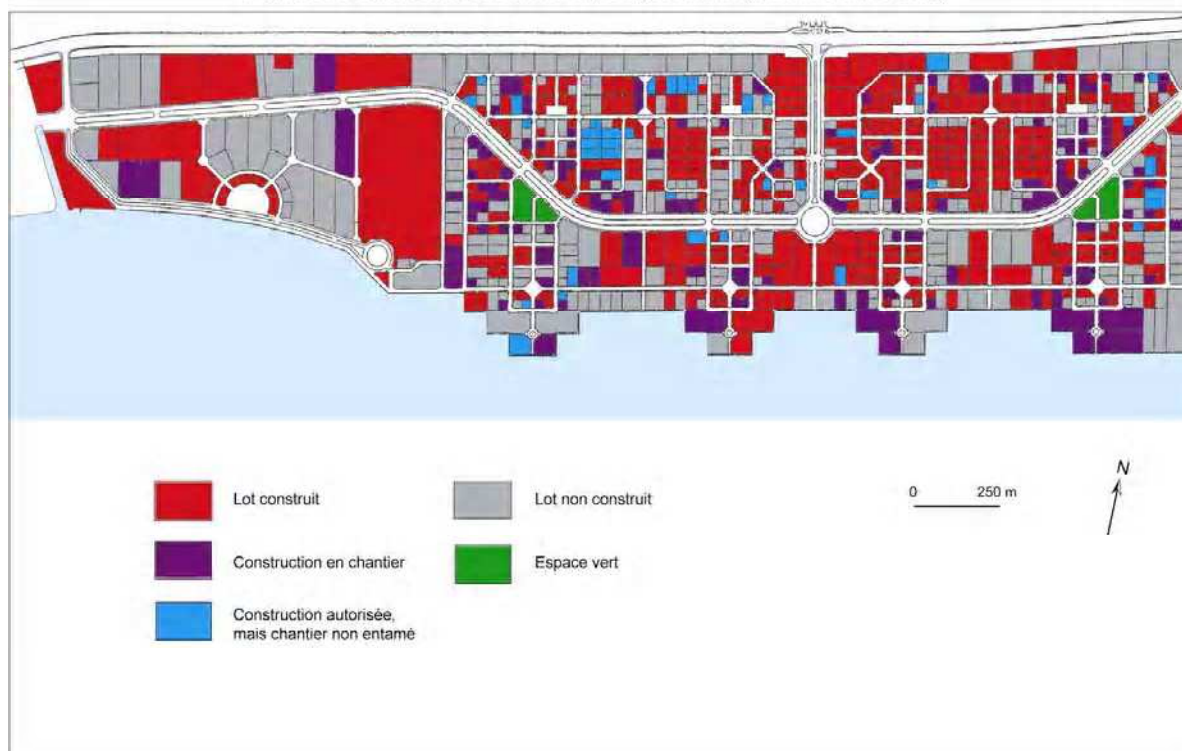 N
0 250 m
Lot construit
Lot non construit
Construction en chantier
Espace vert
Construction autorisée,
mais chantier non entamé